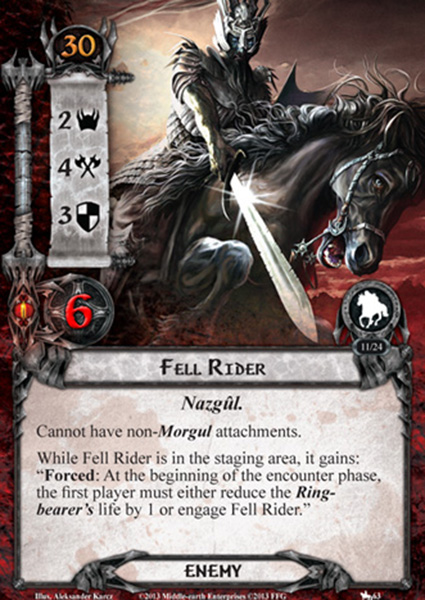 30
2
4
3
6
11/24
Fell Rider
Nazgûl.
Cannot have non-Morgul attachments.
While Fell Rider is in the staging area, it gains:
“Forced: At the beginning of the encounter phase,
the first player must either reduce the Ring-
bearer’s life by 1 or engage Fell Rider.”
ENEMY
Illus. Aleksander Karcz ©2013 Middle-earth Enterprises ©2013 FFG 63